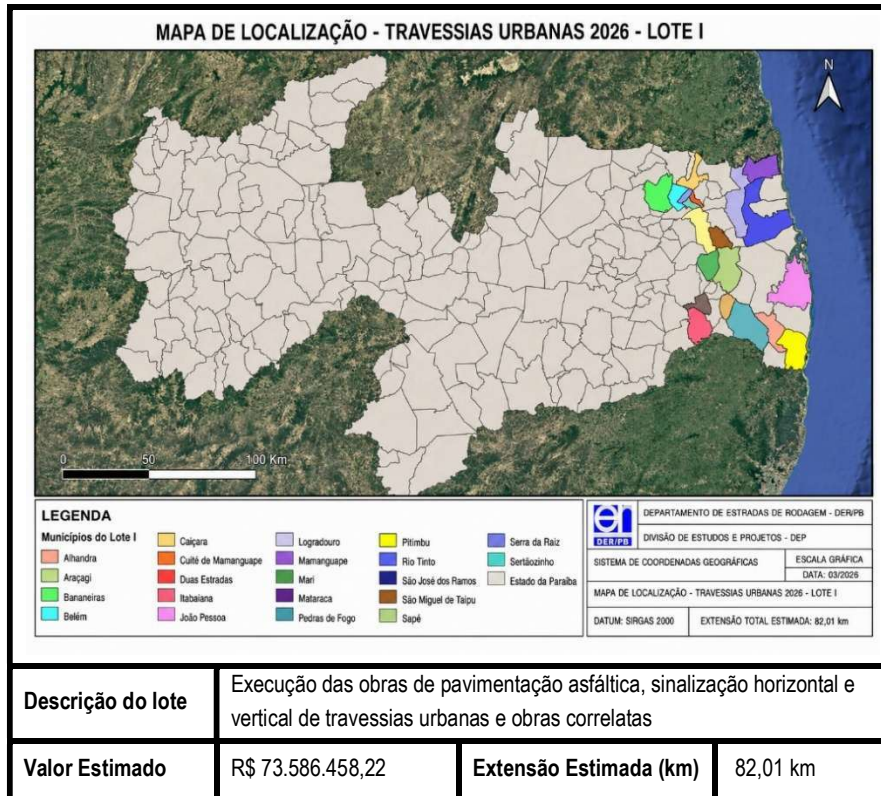 MAPA DE LOCALIZAÇÃO - TRAVESSIAS URBANAS 2026 - LOTE I
N
0 50 100 Km
LEGENDA
Municípios do Lote I
Alhandra
Araçagi
Bananeiras
Belém
Caiçara
Cuité de Mamanguape
Duas Estradas
Itabaiana
João Pessoa
Logradouro
Mamanguape
Mari
Mataraca
Pedras de Fogo
Pitimbu
Rio Tinto
São José dos Ramos
São Miguel de Taipu
Sapé
Serra da Raiz
Sertãozinho
Estado da Paraíba
DER/PB
DEPARTAMENTO DE ESTRADAS DE RODAGEM - DER/PB
DIVISÃO DE ESTUDOS E PROJETOS - DEP
SISTEMA DE COORDENADAS GEOGRÁFICAS
ESCALA GRÁFICA
DATA: 03/2026
MAPA DE LOCALIZAÇÃO - TRAVESSIAS URBANAS 2026 - LOTE I
DATUM: SIRGAS 2000
EXTENSÃO TOTAL ESTIMADA: 82,01 km
Descrição do lote
Execução das obras de pavimentação asfáltica, sinalização horizontal e
vertical de travessias urbanas e obras correlatas
Valor Estimado
R$ 73.586.458,22
Extensão Estimada (km)
82,01 km